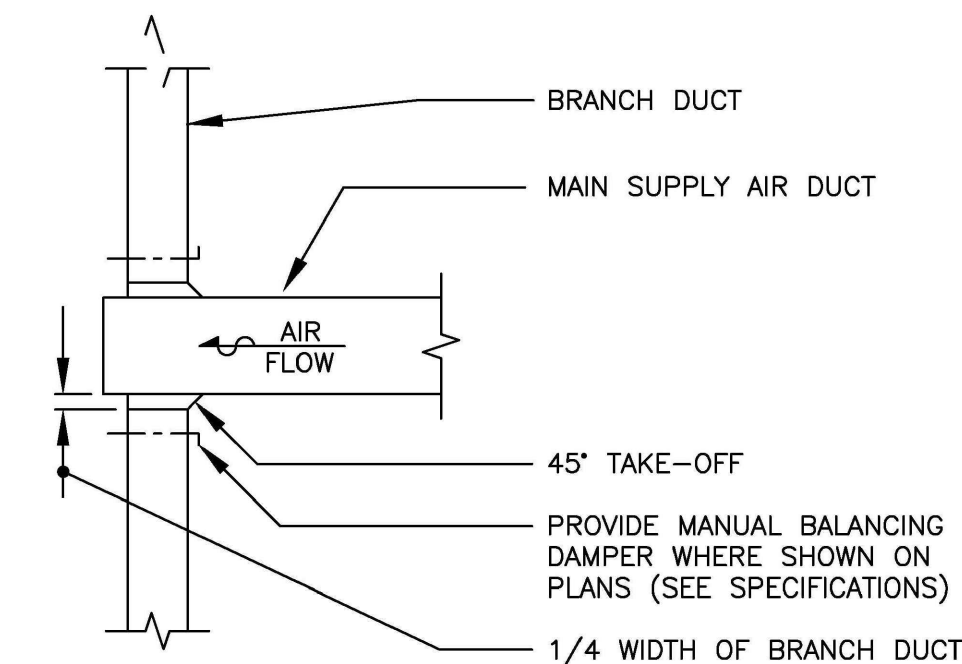 BRANCH DUCT
MAIN SUPPLY AIR DUCT
AIR
FLOW
45° TAKE-OFF
PROVIDE MANUAL BALANCING
DAMPER WHERE SHOWN ON
PLANS (SEE SPECIFICATIONS)
1/4 WIDTH OF BRANCH DUCT